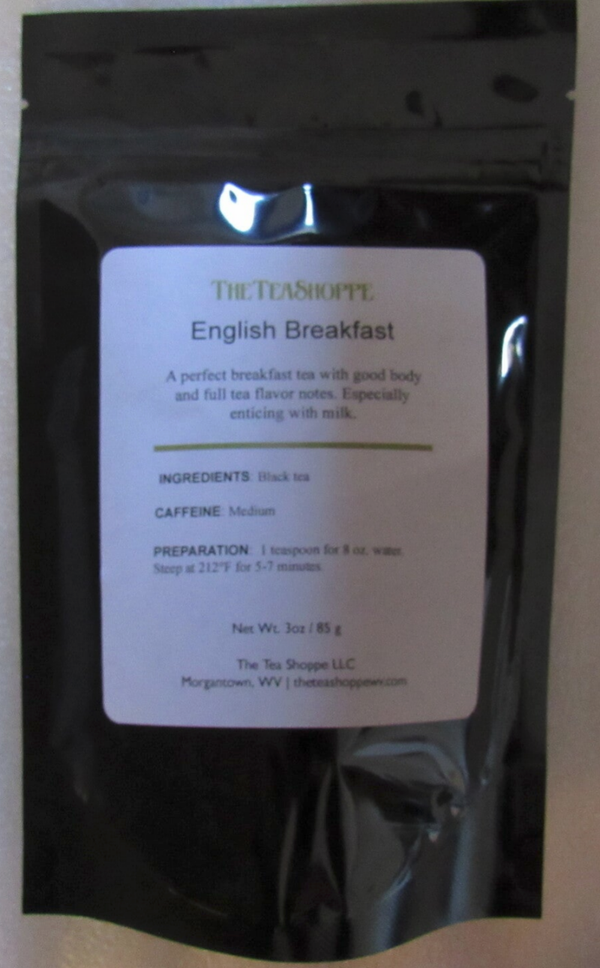 THE TEA SHOPPE
English Breakfast
A perfect breakfast tea with good body
and full tea flavor notes. Especially
enticing with milk.
INGREDIENTS: Black tea
CAFFEINE: Medium
PREPARATION: 1 teaspoon for 8 oz. water.
Steep at 212°F for 5-7 minutes.
Net Wt. 3oz / 85 g
The Tea Shoppe LLC
Morgantown, WV | theteashoppewv.com